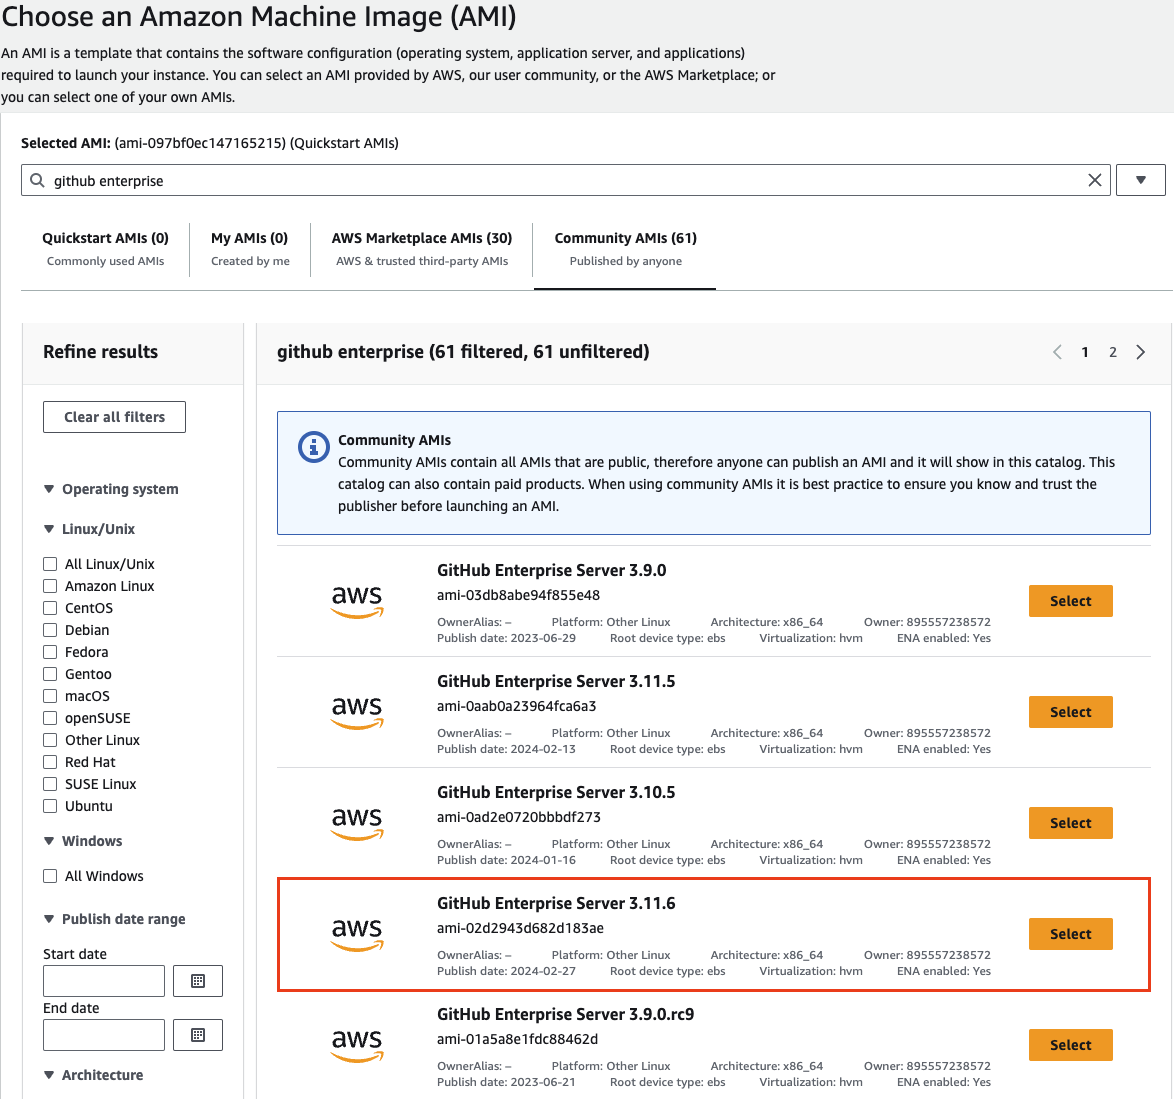 Choose an Amazon Machine Image (AMI)
An AMI is a template that contains the software configuration (operating system, application server, and applications)
required to launch your instance. You can select an AMI provided by AWS, our user community, or the AWS Marketplace; or
you can select one of your own AMIs.
Selected AMI: (ami-097bf0ec147165215) (Quickstart AMIs)
github enterprise
Quickstart AMIs (0)
Commonly used AMIs
My AMIs (0)
Created by me
AWS Marketplace AMIs (30)
AWS & trusted third-party AMIs
Community AMIs (61)
Published by anyone
Refine results
Clear all filters
Operating system
Linux/Unix
All Linux/Unix
Amazon Linux
CentOS
Debian
Fedora
Gentoo
macOS
openSUSE
Other Linux
Red Hat
SUSE Linux
Ubuntu
Windows
All Windows
Publish date range
Start date
End date
Architecture
github enterprise (61 filtered, 61 unfiltered)
1 2
Community AMIs
Community AMIs contain all AMIs that are public, therefore anyone can publish an AMI and it will show in this catalog. This
catalog can also contain paid products. When using community AMIs it is best practice to ensure you know and trust the
publisher before launching an AMI.
aws
GitHub Enterprise Server 3.9.0
ami-03db8abe94f855e48
OwnerAlias: – Platform: Other Linux Architecture: x86_64 Owner: 895557238572
Publish date: 2023-06-29 Root device type: ebs Virtualization: hvm ENA enabled: Yes
Select
aws
GitHub Enterprise Server 3.11.5
ami-0aab0a23964fca6a3
OwnerAlias: – Platform: Other Linux Architecture: x86_64 Owner: 895557238572
Publish date: 2024-02-13 Root device type: ebs Virtualization: hvm ENA enabled: Yes
Select
aws
GitHub Enterprise Server 3.10.5
ami-0ad2e0720bbbdf273
OwnerAlias: – Platform: Other Linux Architecture: x86_64 Owner: 895557238572
Publish date: 2024-01-16 Root device type: ebs Virtualization: hvm ENA enabled: Yes
Select
aws
GitHub Enterprise Server 3.11.6
ami-02d2943d682d183ae
OwnerAlias: – Platform: Other Linux Architecture: x86_64 Owner: 895557238572
Publish date: 2024-02-27 Root device type: ebs Virtualization: hvm ENA enabled: Yes
Select
aws
GitHub Enterprise Server 3.9.0.rc9
ami-01a5a8e1fdc88462d
OwnerAlias: – Platform: Other Linux Architecture: x86_64 Owner: 895557238572
Publish date: 2023-06-21 Root device type: ebs Virtualization: hvm ENA enabled: Yes
Select